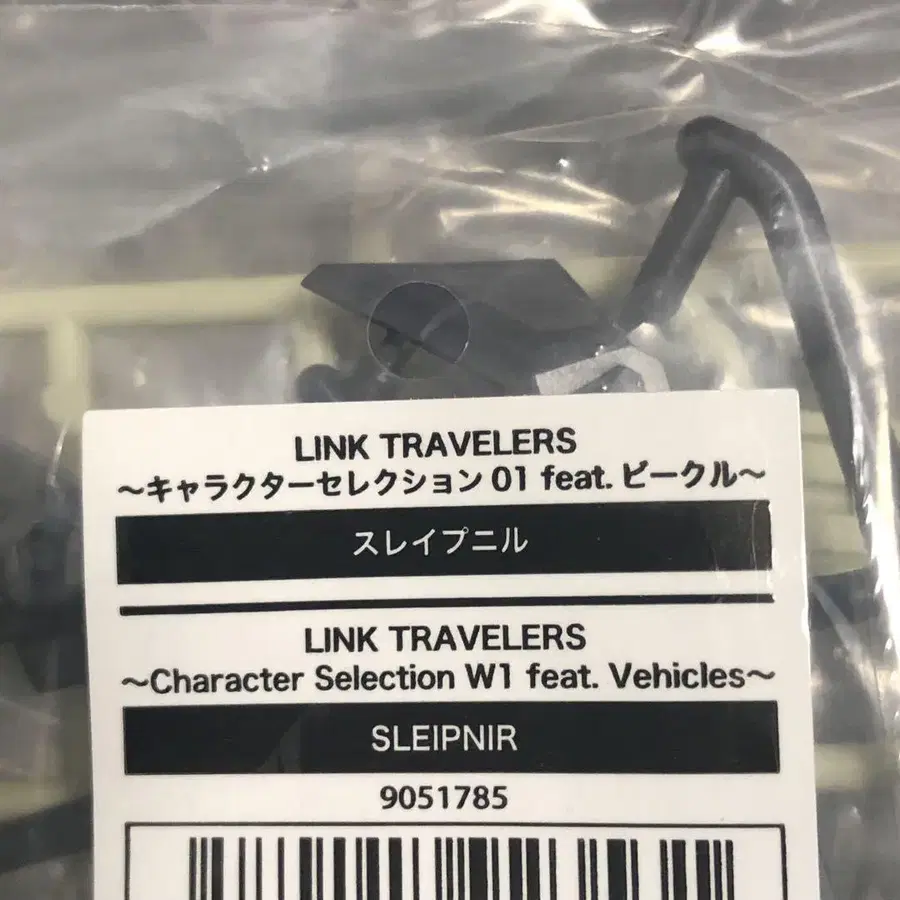 LINK TRAVELERS
~キャラクターセレクション 01 feat. ビークル~
スレイプニル
LINK TRAVELERS
~Character Selection W1 feat. Vehicles~
SLEIPNIR
9051785